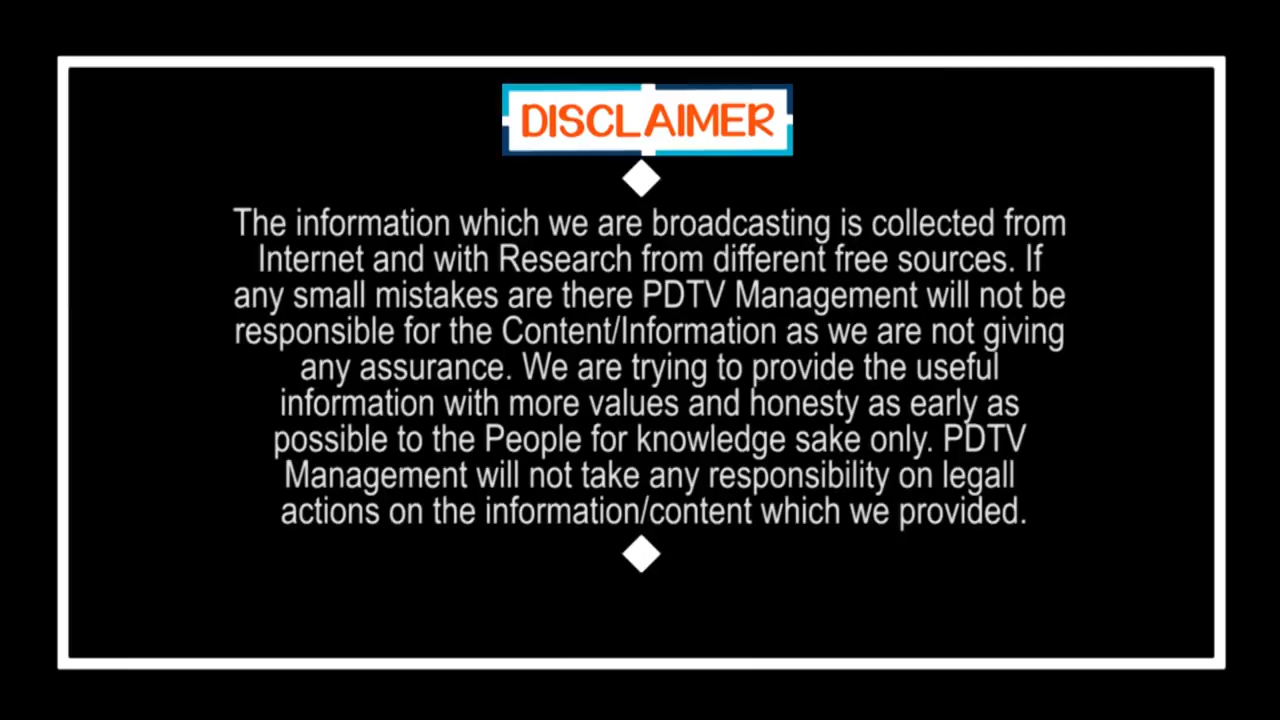 DISCLAIMER
The information which we are broadcasting is collected from
Internet and with Research from different free sources. If
any small mistakes are there PDTV Management will not be
responsible for the Content/Information as we are not giving
any assurance. We are trying to provide the useful
information with more values and honesty as early as
possible to the People for knowledge sake only. PDTV
Management will not take any responsibility on legall
actions on the information/content which we provided.